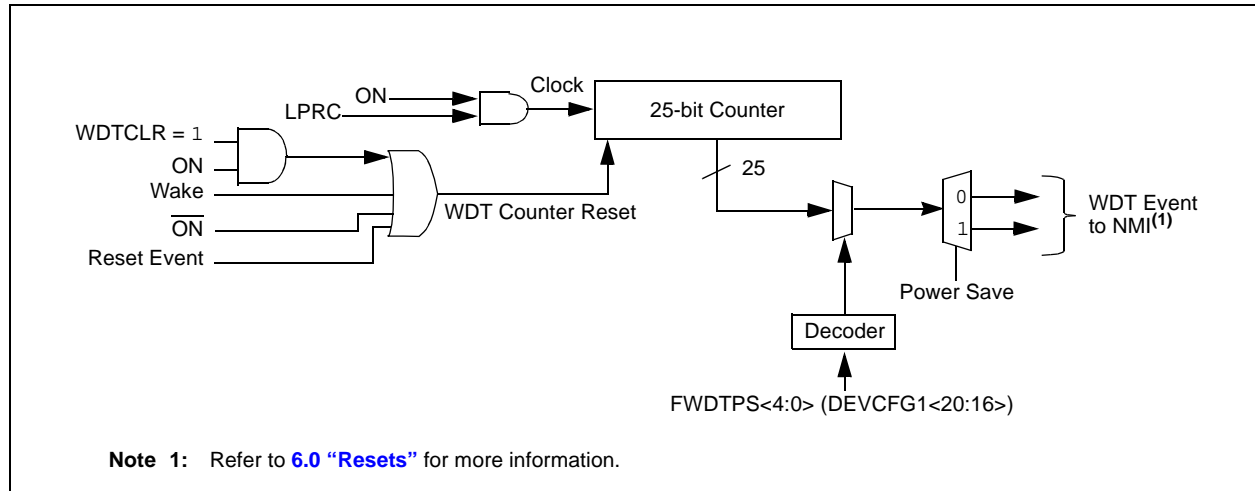 ON
LPRC
Clock
25-bit Counter
WDTCLR = 1
ON
Wake
ON
Reset Event
WDT Counter Reset
25
0
1
WDT Event
to NMI(1)
Power Save
Decoder
FWDTPS<4:0> (DEVCFG1<20:16>)
Note 1: Refer to 6.0 “Resets” for more information.